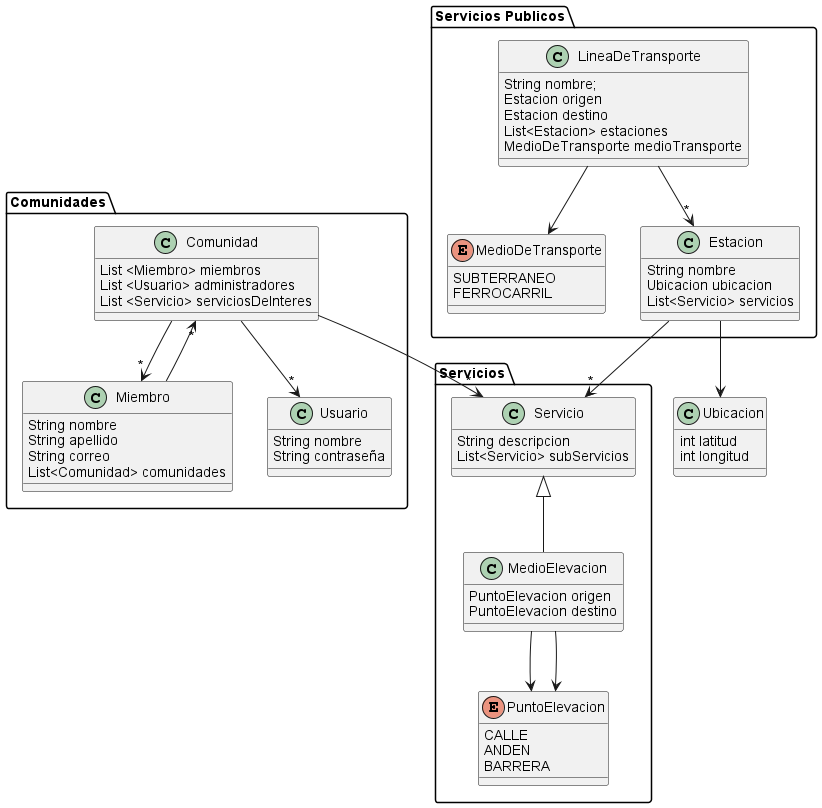 Servicios Publicos
C LineaDeTransporte
String nombre;
Estacion origen
Estacion destino
List<Estacion> estaciones
MedioDeTransporte medioTransporte
*
E MedioDeTransporte
SUBTERRANEO
FERROCARRIL
C Estacion
String nombre
Ubicacion ubicacion
List<Servicio> servicios
Comunidades
C Comunidad
List <Miembro> miembros
List <Usuario> administradores
List <Servicio> serviciosDeInteres
*
*
*
*
*
C Miembro
String nombre
String apellido
String correo
List<Comunidad> comunidades
C Usuario
String nombre
String contraseña
Servicios
C Servicio
String descripcion
List<Servicio> subServicios
C Ubicacion
int latitud
int longitud
C MedioElevacion
PuntoElevacion origen
PuntoElevacion destino
E PuntoElevacion
CALLE
ANDEN
BARRERA